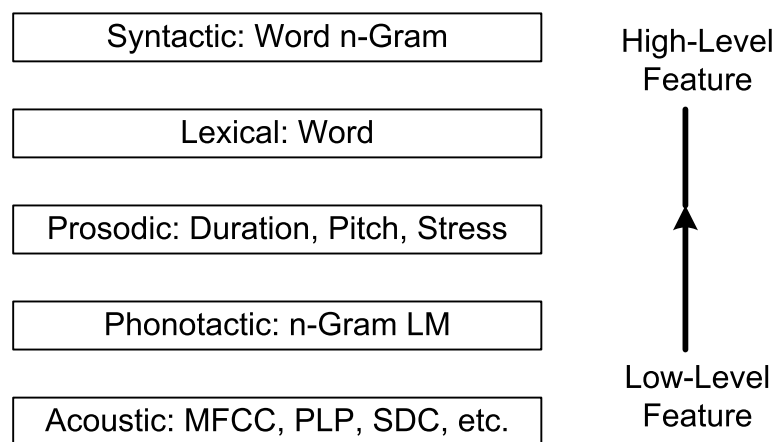 Syntactic: Word n-Gram
High-Level
Feature
Lexical: Word
Prosodic: Duration, Pitch, Stress
Phonotactic: n-Gram LM
Low-Level
Feature
Acoustic: MFCC, PLP, SDC, etc.